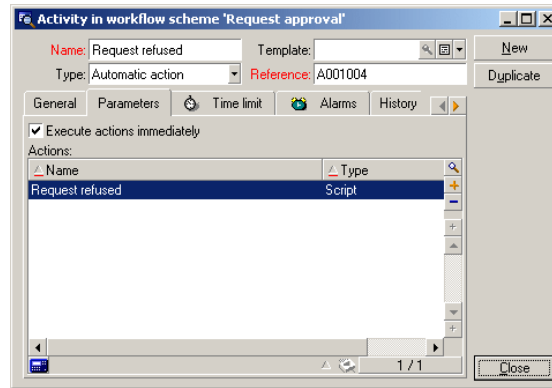 Activity in workflow scheme 'Request approval'
Name: Request refused Template: New
Type: Automatic action Reference: A001004 Duplicate
General Parameters Time limit Alarms History
Execute actions immediately
Actions:
Name Type
Request refused Script
1 / 1 Close